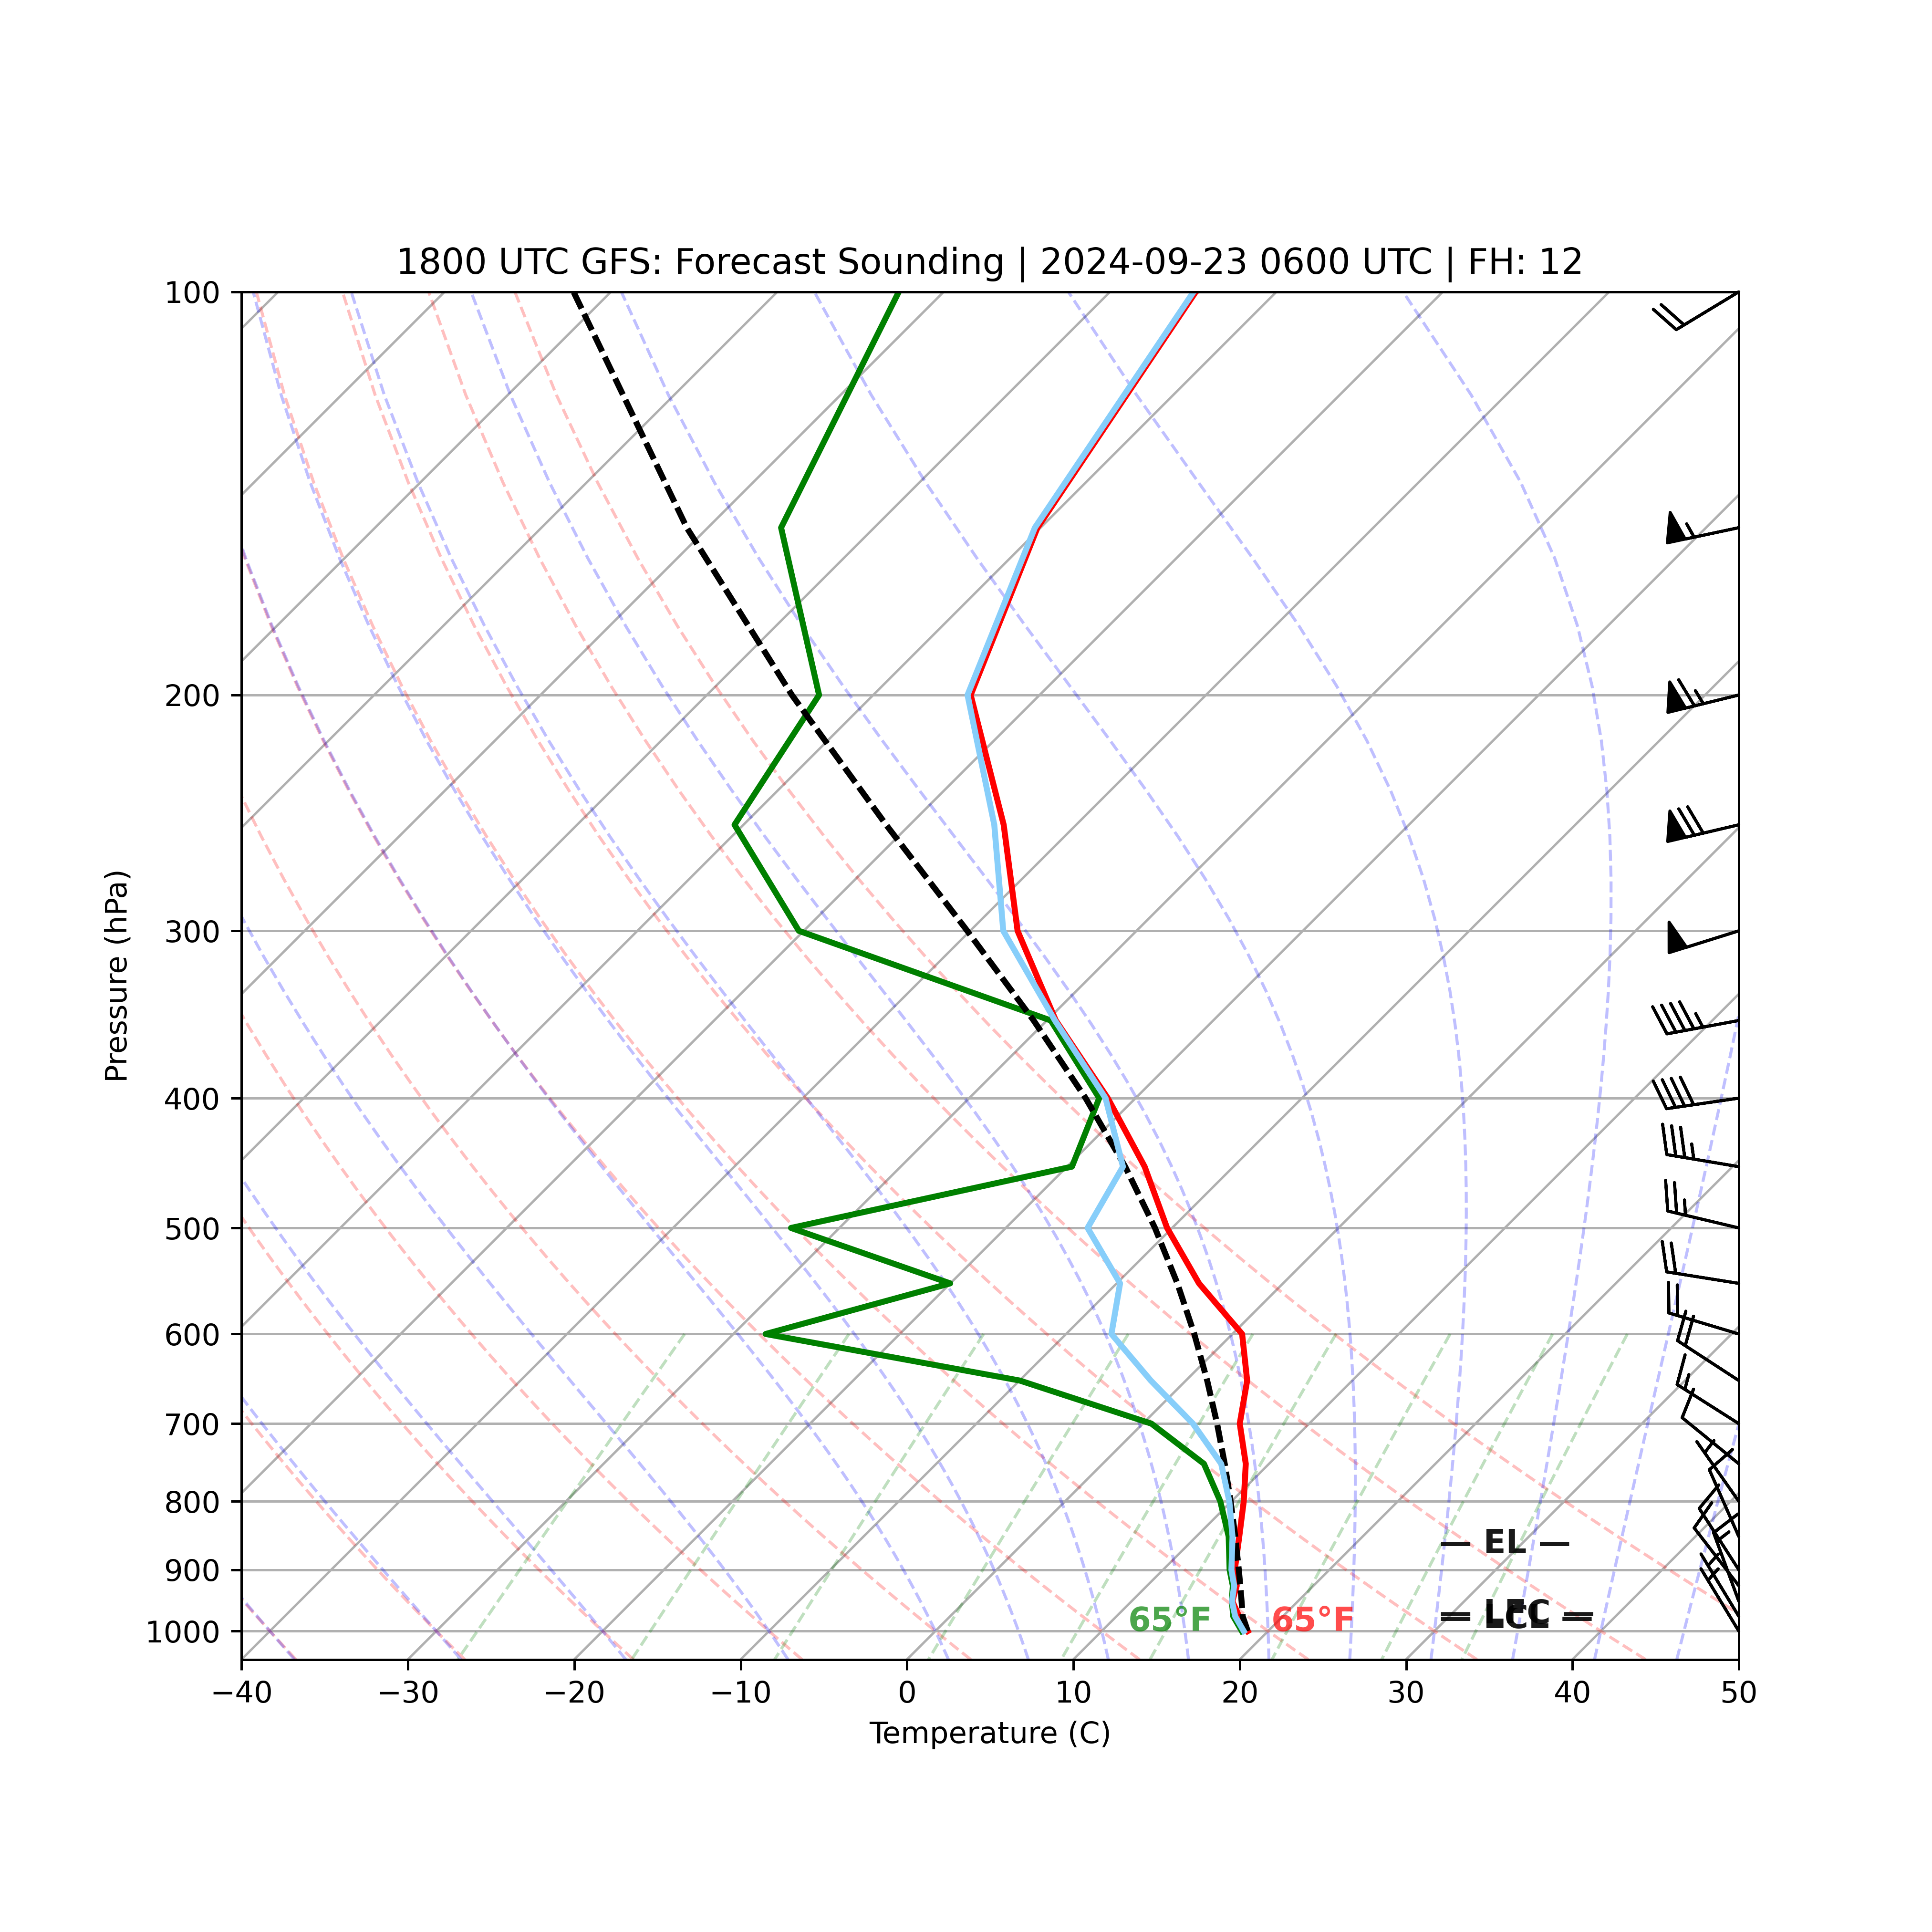 1800 UTC GFS: Forecast Sounding | 2024-09-23 0600 UTC | FH: 12
100
200
300
400
500
600
700
800
900
1000
Pressure (hPa)
— EL —
— LFC —
— LCL —
65°F
65°F
−40 −30 −20 −10 0 10 20 30 40 50
Temperature (C)